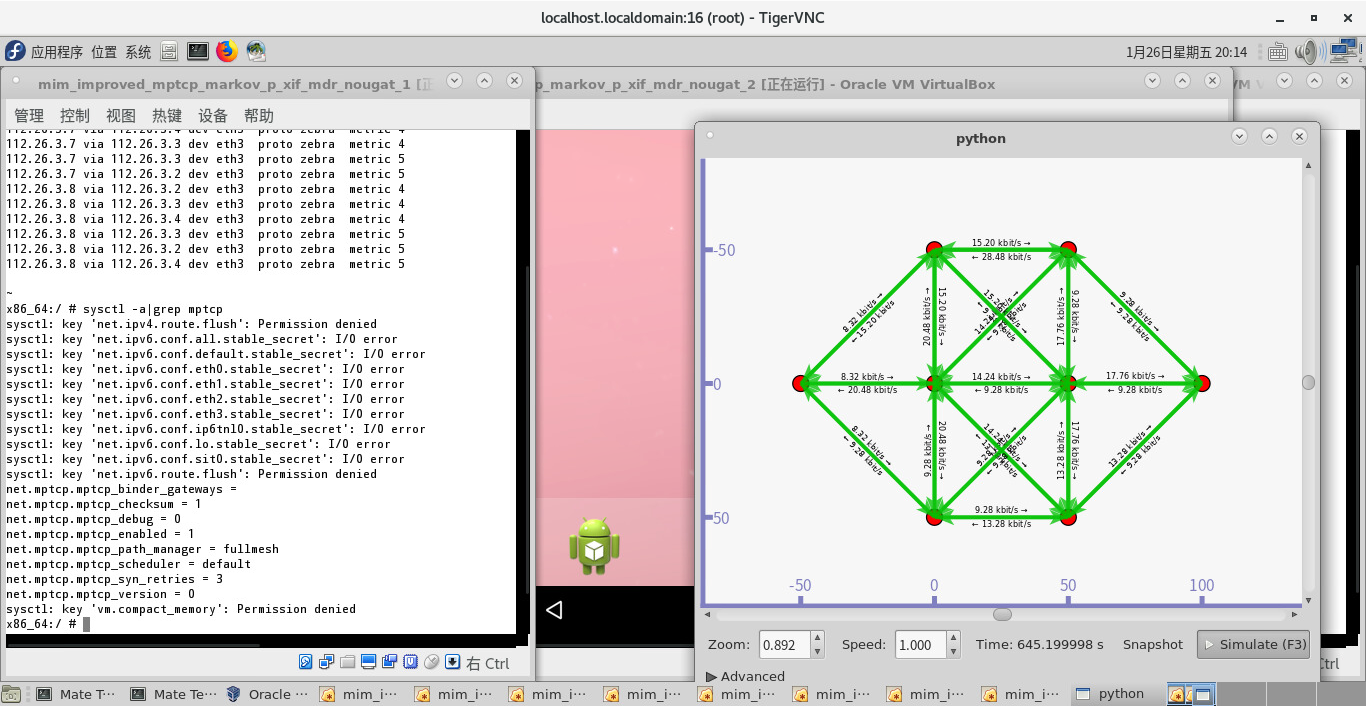 localhost.localdomain:16 (root) - TigerVNC
应用程序 位置 系统
1月26日星期五 20:14
mim_improved_mptcp_markov_p_xif_mdr_nougat_1 [正
p_markov_p_xif_mdr_nougat_2 [正在运行] - Oracle VM VirtualBox
VM
管理 控制 视图 热键 设备 帮助
112.26.3.7 via 112.26.3.4 dev eth3  proto zebra  metric 4
112.26.3.7 via 112.26.3.3 dev eth3  proto zebra  metric 4
112.26.3.7 via 112.26.3.3 dev eth3  proto zebra  metric 5
112.26.3.7 via 112.26.3.2 dev eth3  proto zebra  metric 5
112.26.3.8 via 112.26.3.2 dev eth3  proto zebra  metric 4
112.26.3.8 via 112.26.3.3 dev eth3  proto zebra  metric 4
112.26.3.8 via 112.26.3.4 dev eth3  proto zebra  metric 4
112.26.3.8 via 112.26.3.3 dev eth3  proto zebra  metric 5
112.26.3.8 via 112.26.3.2 dev eth3  proto zebra  metric 5
112.26.3.8 via 112.26.3.4 dev eth3  proto zebra  metric 5
~
x86_64:/ # sysctl -a|grep mptcp
sysctl: key 'net.ipv4.route.flush': Permission denied
sysctl: key 'net.ipv6.conf.all.stable_secret': I/O error
sysctl: key 'net.ipv6.conf.default.stable_secret': I/O error
sysctl: key 'net.ipv6.conf.eth0.stable_secret': I/O error
sysctl: key 'net.ipv6.conf.eth1.stable_secret': I/O error
sysctl: key 'net.ipv6.conf.eth2.stable_secret': I/O error
sysctl: key 'net.ipv6.conf.eth3.stable_secret': I/O error
sysctl: key 'net.ipv6.conf.ip6tnl0.stable_secret': I/O error
sysctl: key 'net.ipv6.conf.lo.stable_secret': I/O error
sysctl: key 'net.ipv6.conf.sit0.stable_secret': I/O error
sysctl: key 'net.ipv6.route.flush': Permission denied
net.mptcp.mptcp_binder_gateways =
net.mptcp.mptcp_checksum = 1
net.mptcp.mptcp_debug = 0
net.mptcp.mptcp_enabled = 1
net.mptcp.mptcp_path_manager = fullmesh
net.mptcp.mptcp_scheduler = default
net.mptcp.mptcp_syn_retries = 3
net.mptcp.mptcp_version = 0
sysctl: key 'vm.compact_memory': Permission denied
x86_64:/ #
右 Ctrl
python
-50
0
50
15.20 kbit/s →
← 28.48 kbit/s
8.32 kbit/s →
← 15.20 kbit/s
20.48 kbit/s →
15.20 kbit/s →
17.76 kbit/s →
9.28 kbit/s →
9.28 kbit/s →
← 9.28 kbit/s
8.32 kbit/s →
← 20.48 kbit/s
14.24 kbit/s →
← 9.28 kbit/s
17.76 kbit/s →
← 9.28 kbit/s
8.32 kbit/s →
← 9.28 kbit/s
9.28 kbit/s →
20.48 kbit/s →
13.28 kbit/s →
17.76 kbit/s →
13.28 kbit/s →
← 9.28 kbit/s
9.28 kbit/s →
← 13.28 kbit/s
-50 0 50 100
Zoom: 0.892 Speed: 1.000 Time: 645.199998 s Snapshot Simulate (F3)
Advanced
Ctrl
Mate T··· Mate Te··· Oracle ··· mim_i··· mim_i··· mim_i··· mim_i··· mim_i··· mim_i··· mim_i··· mim_i··· python